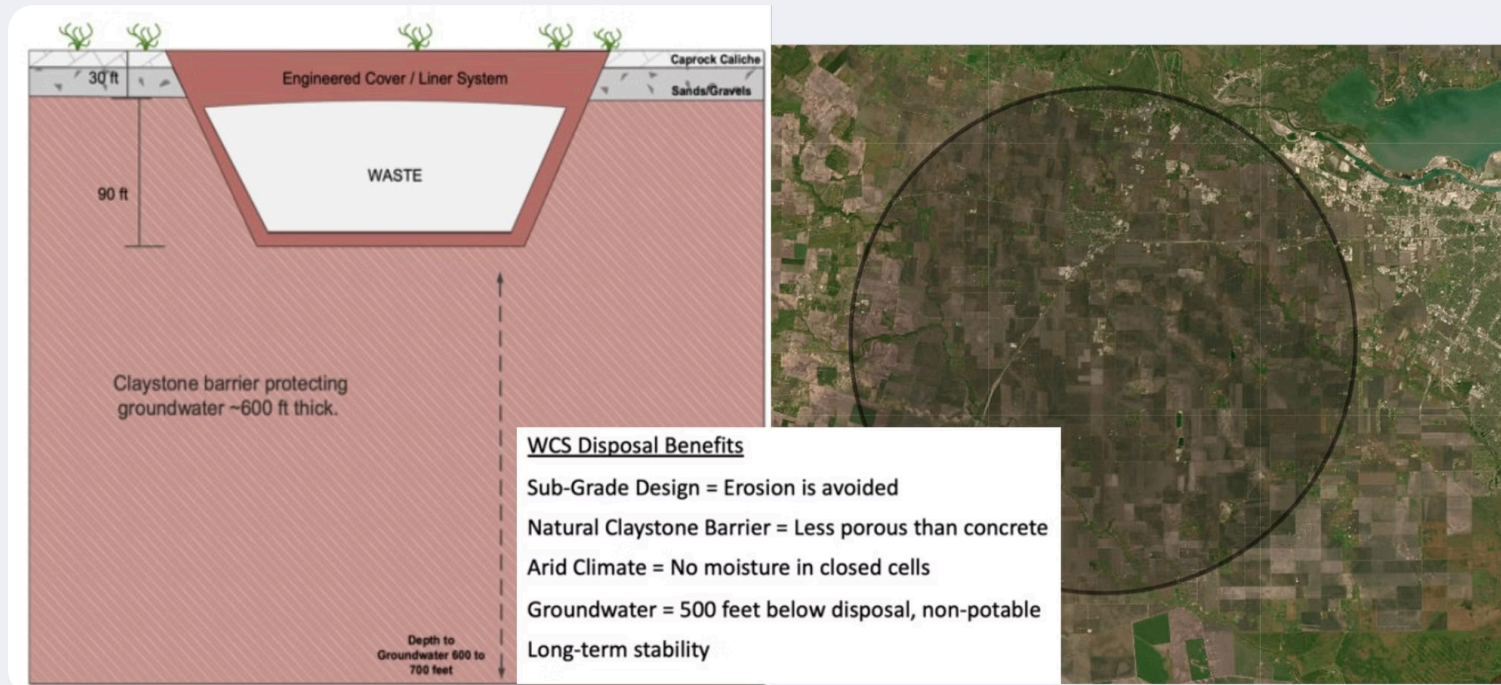 Caprock Caliche
30 ft
Engineered Cover / Liner System
Sands/Gravels
WASTE
90 ft
Claystone barrier protecting
groundwater ~600 ft thick.
Depth to
Groundwater 600 to
700 feet
WCS Disposal Benefits
Sub-Grade Design = Erosion is avoided
Natural Claystone Barrier = Less porous than concrete
Arid Climate = No moisture in closed cells
Groundwater = 500 feet below disposal, non-potable
Long-term stability